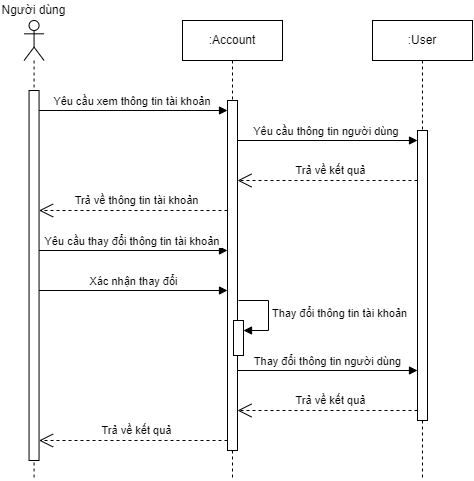 Người dùng
:Account
:User
Yêu cầu xem thông tin tài khoản
Yêu cầu thông tin người dùng
Trả về kết quả
Trả về thông tin tài khoản
Yêu cầu thay đổi thông tin tài khoản
Xác nhận thay đổi
Thay đổi thông tin tài khoản
Thay đổi thông tin người dùng
Trả về kết quả
Trả về kết quả